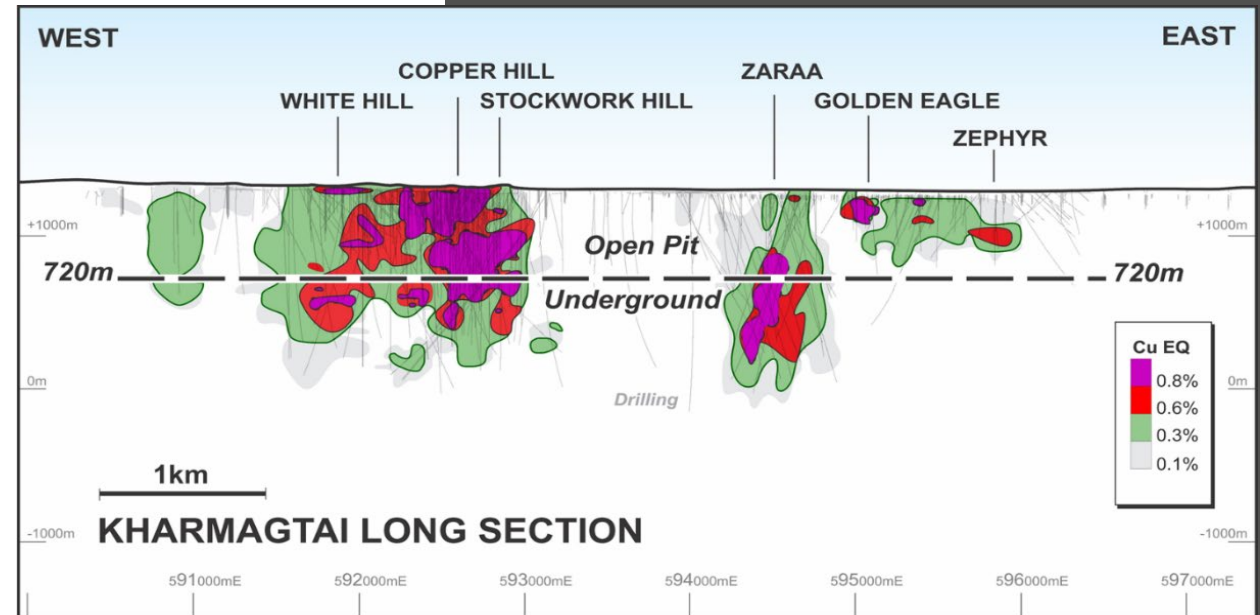 WEST
EAST
COPPER HILL
ZARAA
WHITE HILL
STOCKWORK HILL
GOLDEN EAGLE
ZEPHYR
+1000m
Open Pit
+1000m
720m
720m
Underground
Cu EQ
0.8%
0.6%
0.3%
0.1%
0m
0m
Drilling
1km
KHARMAGTAI LONG SECTION
-1000m
-1000m
591000mE
592000mE
593000mE
594000mE
595000mE
596000mE
597000mE